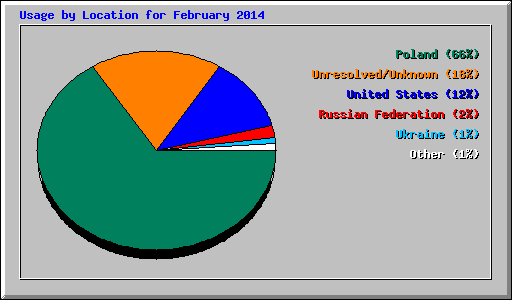 Usage by Location for February 2014
Poland (66%)
Unresolved/Unknown (18%)
United States (12%)
Russian Federation (2%)
Ukraine (1%)
Other (1%)